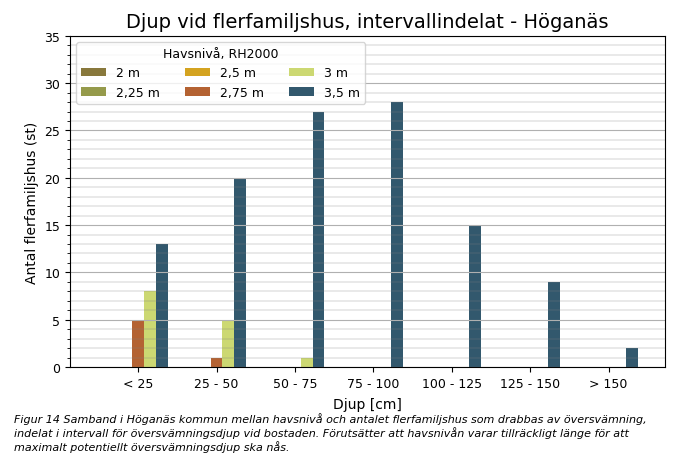 Djup vid flerfamiljshus, intervallindelat - Höganäs
35
30
25
20
15
10
5
0
Antal flerfamiljshus (st)
Havsnivå, RH2000
2 m 2,5 m 3 m
2,25 m 2,75 m 3,5 m
< 25 25 - 50 50 - 75 75 - 100 100 - 125 125 - 150 > 150
Djup [cm]
Figur 14 Samband i Höganäs kommun mellan havsnivå och antalet flerfamiljshus som drabbas av översvämning,
indelat i intervall för översvämningsdjup vid bostaden. Förutsätter att havsnivån varar tillräckligt länge för att
maximalt potentiellt översvämningsdjup ska nås.